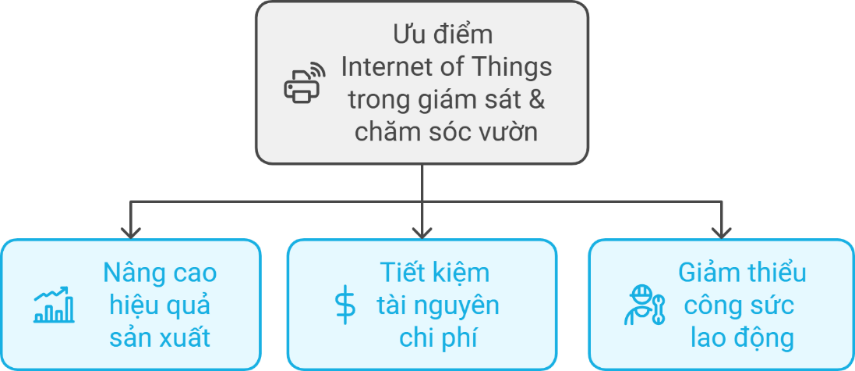 Ưu điểm
Internet of Things
trong giám sát &
chăm sóc vườn
Nâng cao
hiệu quả
sản xuất
Tiết kiệm
tài nguyên
chi phí
Giảm thiểu
công sức
lao động